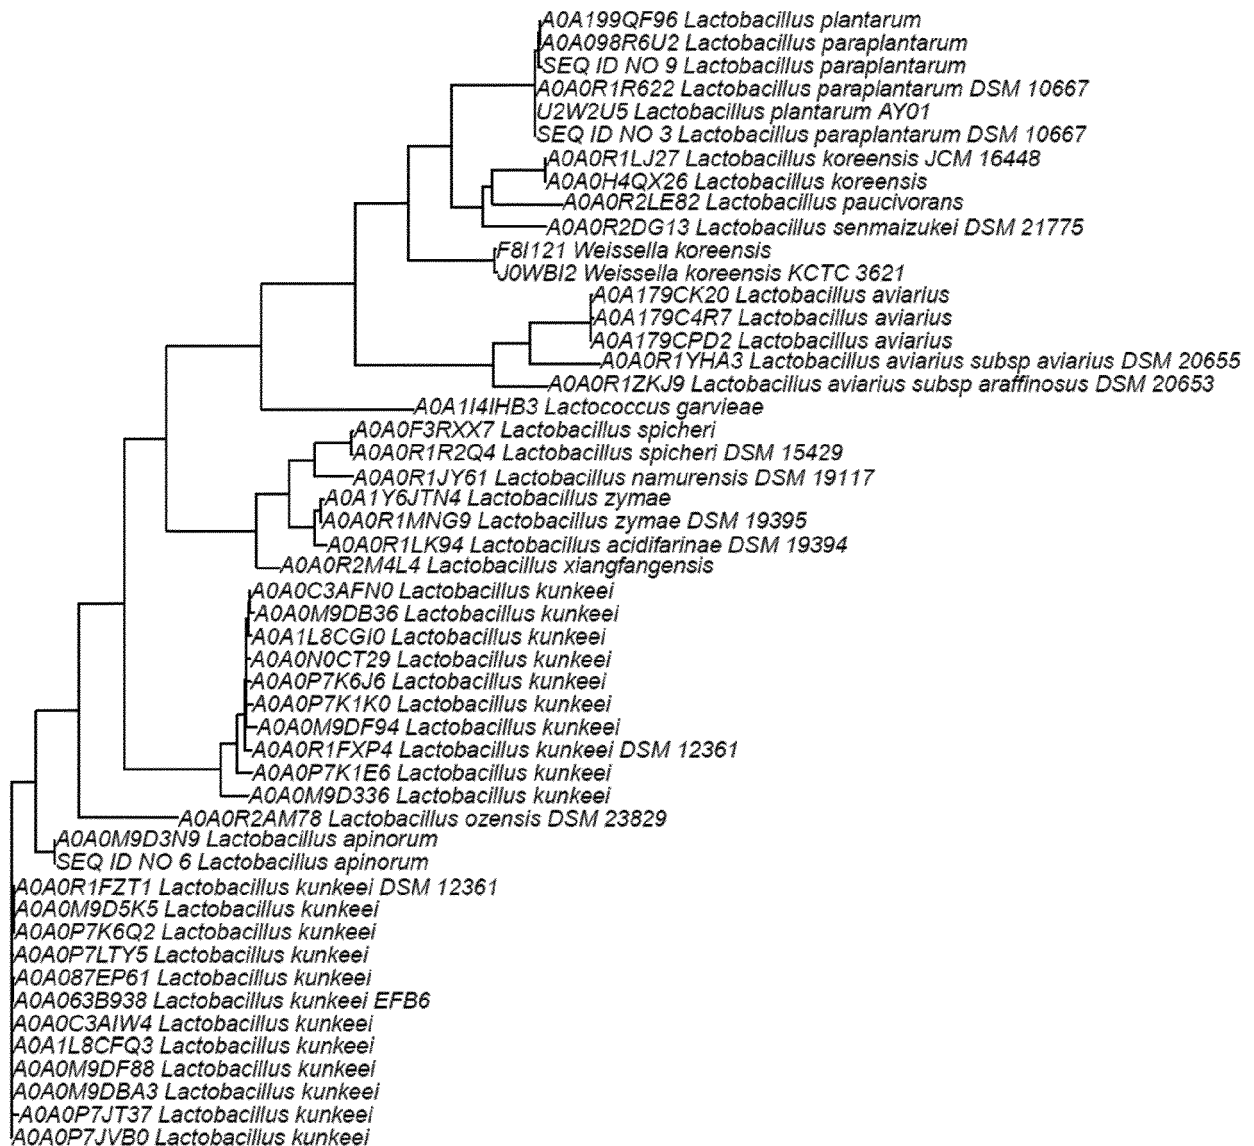 A0A199QF96 Lactobacillus plantarum
A0A098R6U2 Lactobacillus paraplantarum
SEQ ID NO 9 Lactobacillus paraplantarum
A0A0R1R622 Lactobacillus paraplantarum DSM 10667
U2W2U5 Lactobacillus plantarum AY01
SEQ ID NO 3 Lactobacillus paraplantarum DSM 10667
A0A0R1LJ27 Lactobacillus koreensis JCM 16448
A0A0H4QX26 Lactobacillus koreensis
A0A0R2LE82 Lactobacillus paucivorans
A0A0R2DG13 Lactobacillus senmaizukei DSM 21775
F8I121 Weissella koreensis
J0WBI2 Weissella koreensis KCTC 3621
A0A179CK20 Lactobacillus aviarius
A0A179C4R7 Lactobacillus aviarius
A0A179CPD2 Lactobacillus aviarius
A0A0R1YHA3 Lactobacillus aviarius subsp aviarius DSM 20655
A0A0R1ZKJ9 Lactobacillus aviarius subsp araffinosus DSM 20653
A0A1I4IHB3 Lactococcus garvieae
A0A0F3RXX7 Lactobacillus spicheri
A0A0R1R2Q4 Lactobacillus spicheri DSM 15429
A0A0R1JY61 Lactobacillus namurensis DSM 19117
A0A1Y6JTN4 Lactobacillus zymae
A0A0R1MNG9 Lactobacillus zymae DSM 19395
A0A0R1LK94 Lactobacillus acidifarinae DSM 19394
A0A0R2M4L4 Lactobacillus xiangfangensis
A0A0C3AFN0 Lactobacillus kunkeei
A0A0M9DB36 Lactobacillus kunkeei
A0A1L8CGI0 Lactobacillus kunkeei
A0A0N0CT29 Lactobacillus kunkeei
A0A0P7K6J6 Lactobacillus kunkeei
A0A0P7K1K0 Lactobacillus kunkeei
A0A0M9DF94 Lactobacillus kunkeei
A0A0R1FXP4 Lactobacillus kunkeei DSM 12361
A0A0P7K1E6 Lactobacillus kunkeei
A0A0M9D336 Lactobacillus kunkeei
A0A0R2AM78 Lactobacillus ozensis DSM 23829
A0A0M9D3N9 Lactobacillus apinorum
SEQ ID NO 6 Lactobacillus apinorum
A0A0R1FZT1 Lactobacillus kunkeei DSM 12361
A0A0M9D5K5 Lactobacillus kunkeei
A0A0P7K6Q2 Lactobacillus kunkeei
A0A0P7LTY5 Lactobacillus kunkeei
A0A087EP61 Lactobacillus kunkeei
A0A063B938 Lactobacillus kunkeei EFB6
A0A0C3AIW4 Lactobacillus kunkeei
A0A1L8CFQ3 Lactobacillus kunkeei
A0A0M9DF88 Lactobacillus kunkeei
A0A0M9DBA3 Lactobacillus kunkeei
A0A0P7JT37 Lactobacillus kunkeei
A0A0P7JVB0 Lactobacillus kunkeei